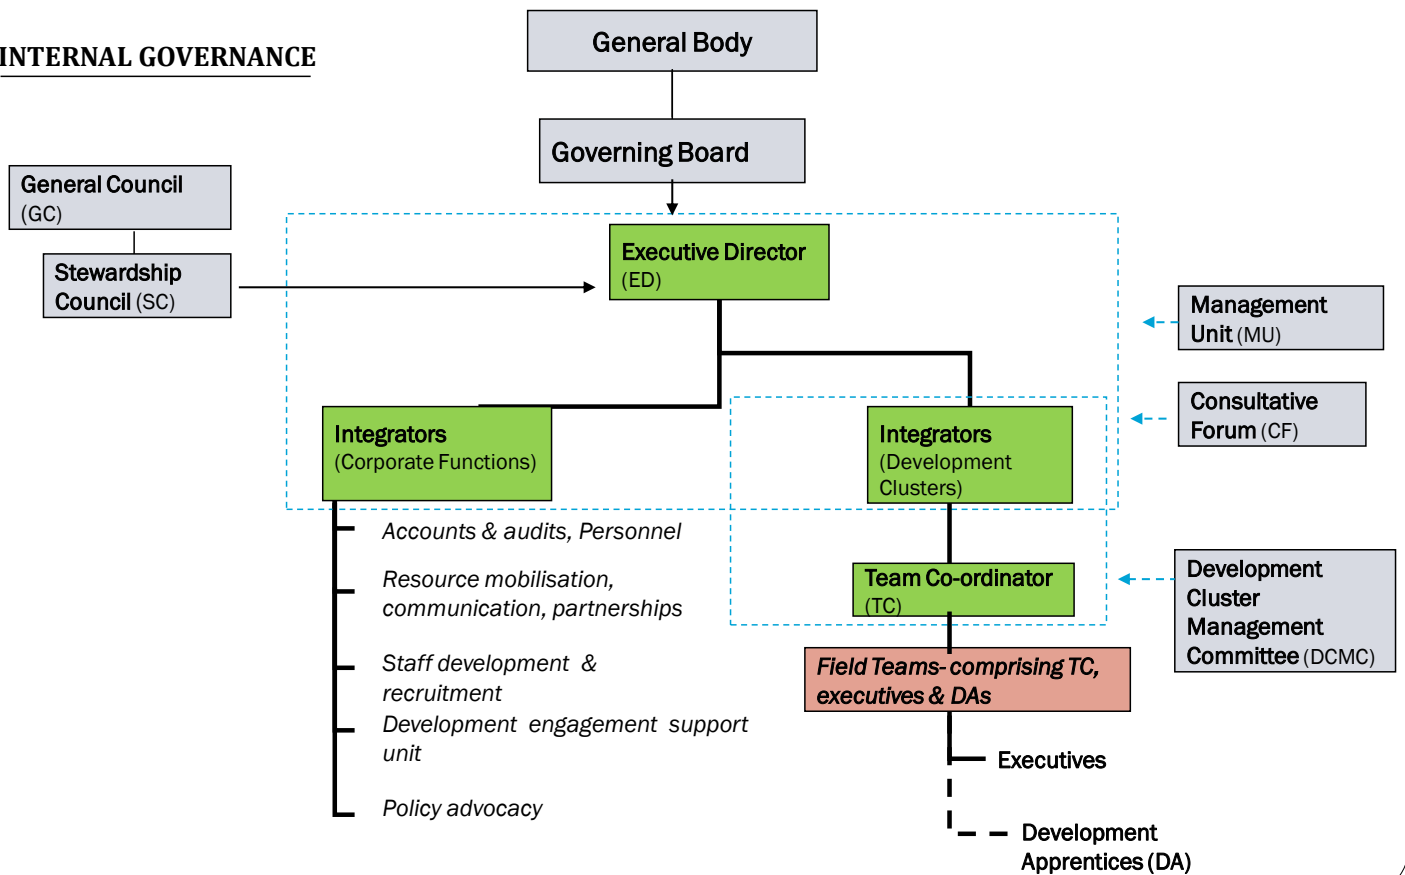 INTERNAL GOVERNANCE
General Body
Governing Board
General Council
(GC)
Stewardship
Council (SC)
Executive Director
(ED)
Management
Unit (MU)
Consultative
Forum (CF)
Integrators
(Corporate Functions)
Integrators
(Development
Clusters)
Accounts & audits, Personnel
Resource mobilisation,
communication, partnerships
Staff development &
recruitment
Development engagement support
unit
Policy advocacy
Team Co-ordinator
(TC)
Development
Cluster
Management
Committee (DCMC)
Field Teams- comprising TC,
executives & DAs
Executives
Development
Apprentices (DA)